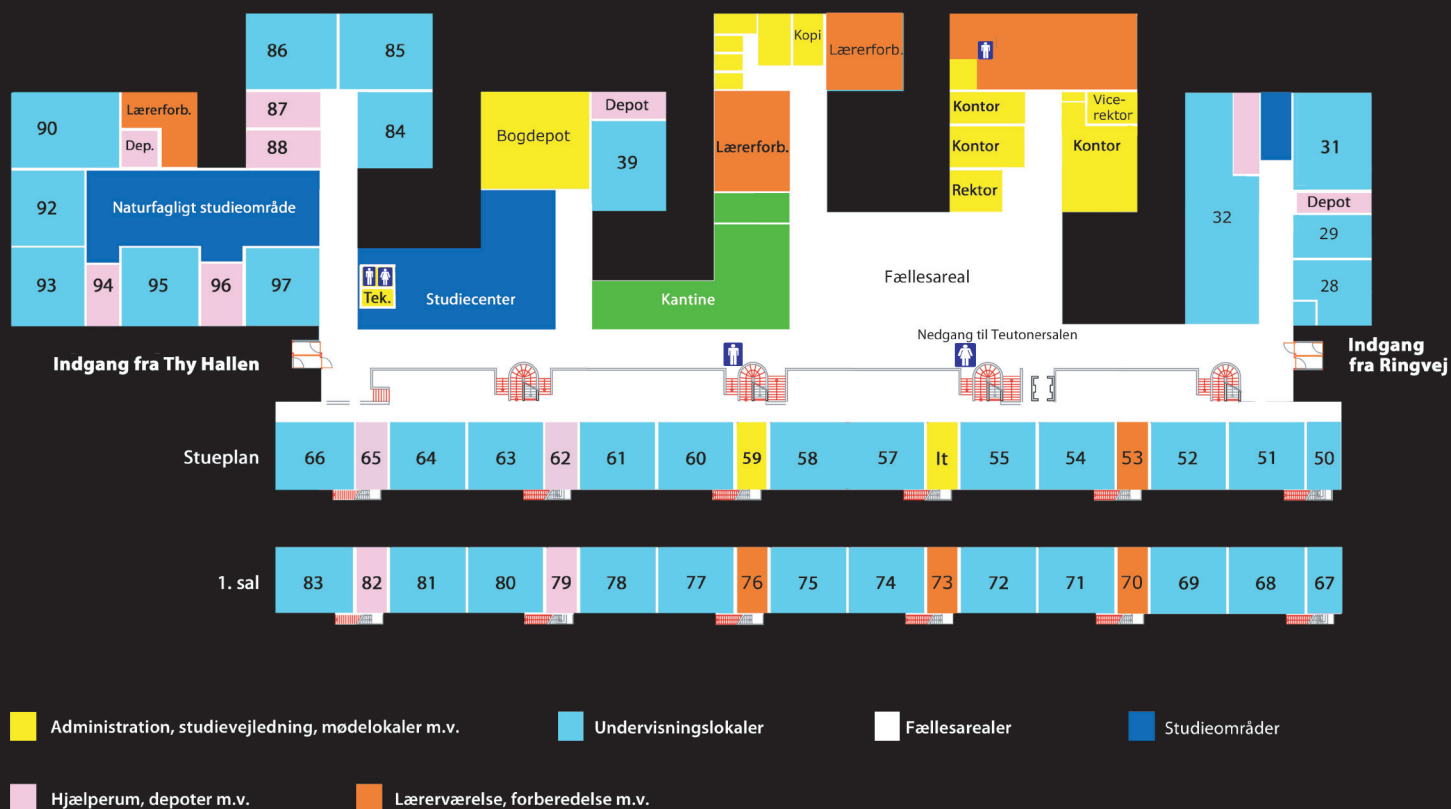 86
85
Kopi
Lærerforb.
90
Lærerforb.
87
84
Dep.
88
Bogdepot
Depot
39
Lærerforb.
Kontor
Vice-
rektor
Kontor
Kontor
Rektor
31
Depot
32
29
28
92
Naturfagligt studieområde
93
94
95
96
97
Tek.
Studiecenter
Kantine
Fællesareal
Nedgang til Teutonersalen
Indgang fra Thy Hallen
Indgang
fra Ringvej
Stueplan
66
65
64
63
62
61
60
59
58
57
It
55
54
53
52
51
50
1. sal
83
82
81
80
79
78
77
76
75
74
73
72
71
70
69
68
67
Administration, studievejledning, mødelokaler m.v.
Undervisningslokaler
Fællesarealer
Studieområder
Hjælperum, depoter m.v.
Lærerværelse, forberedelse m.v.